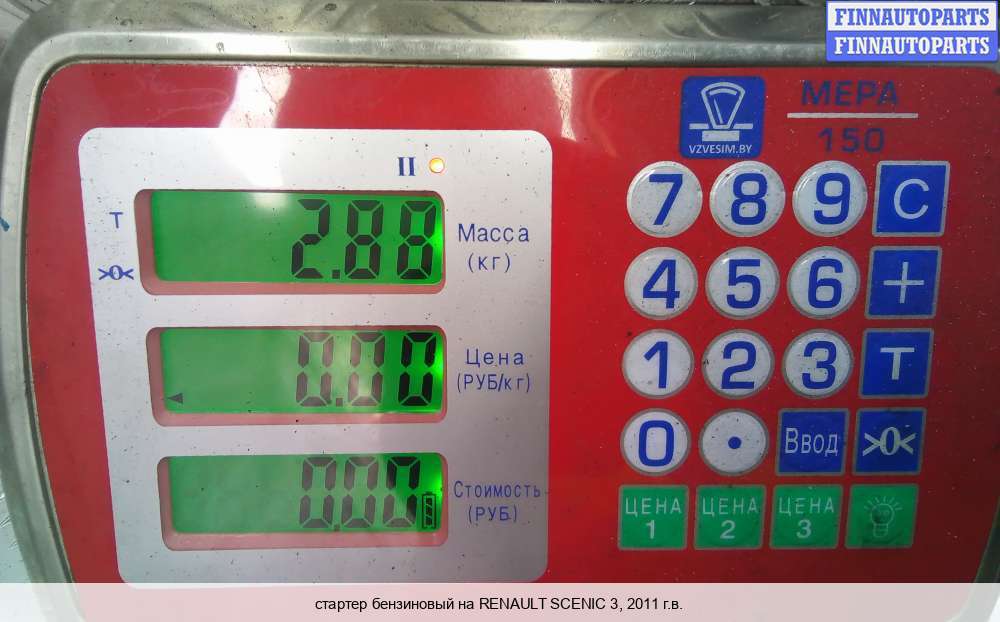 FINNAUTOPARTS
FINNAUTOPARTS
МЕРА
150
VZVESIM.BY
II
T
>0<
2.88
Масса
(кг)
0.00
Цена
(РУБ/кг)
0.00
Стоимость
(РУБ.)
7 8 9 C
4 5 6 +
1 2 3 T
0 . Ввод >0<
ЦЕНА 1 ЦЕНА 2 ЦЕНА 3
стартер бензиновый на RENAULT SCENIC 3, 2011 г.в.